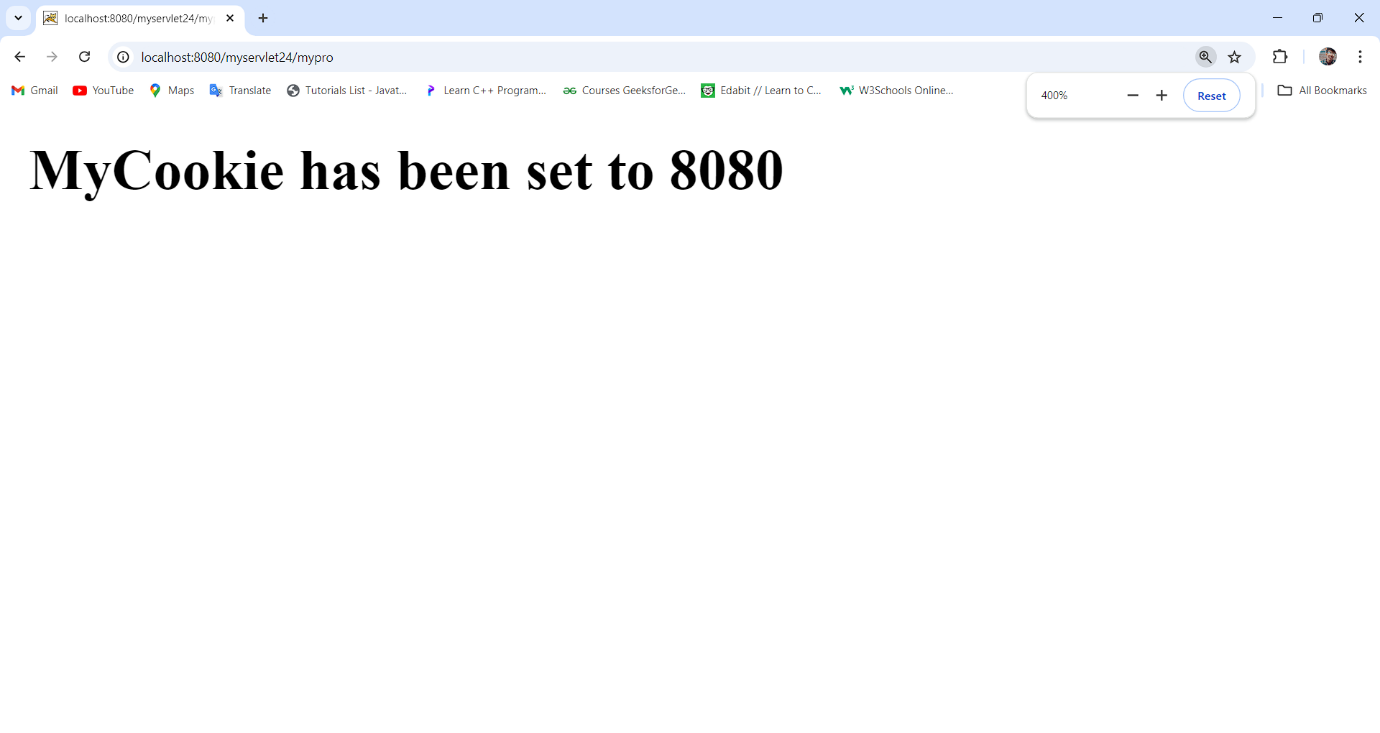 localhost:8080/myservlet24/my
localhost:8080/myservlet24/mypro
Gmail YouTube Maps Translate Tutorials List - Javat... Learn C++ Program... Courses GeeksforGe... Edabit // Learn to C... W3Schools Online... All Bookmarks
400% Reset
MyCookie has been set to 8080